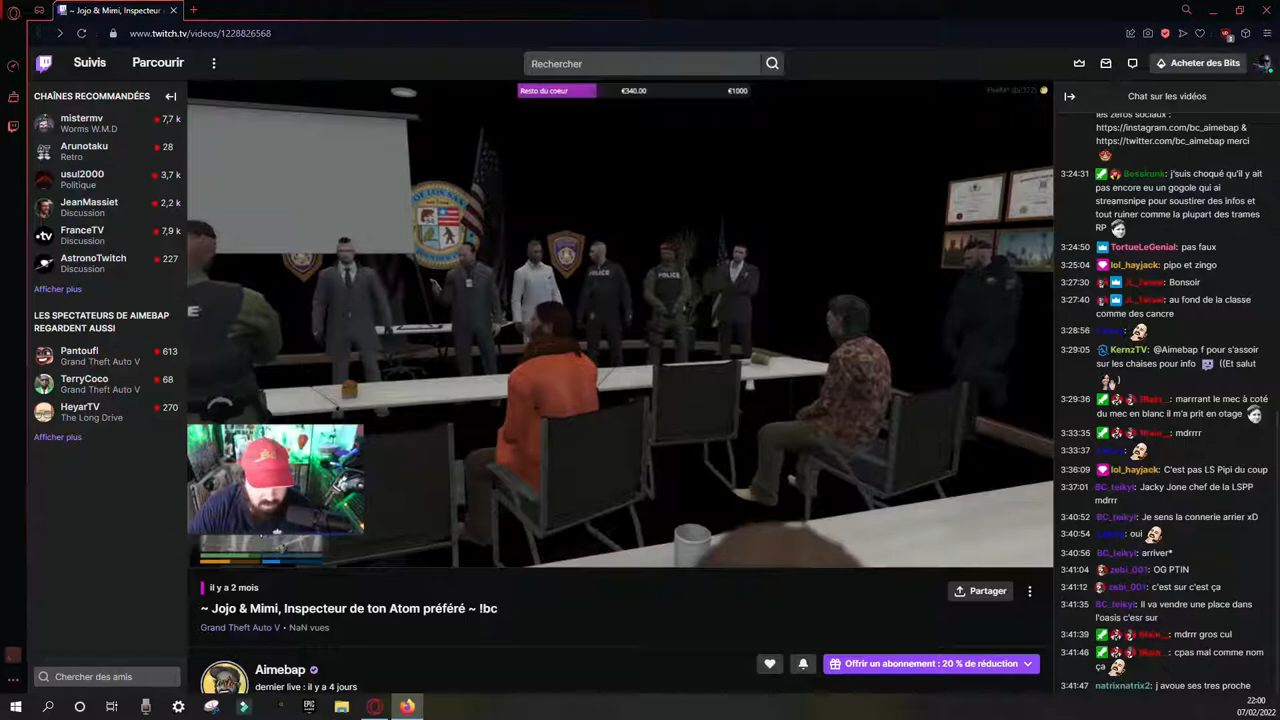 ~ Jojo & Mimi, Inspecteur
www.twitch.tv/videos/1228826568
Suivis
Parcourir
Rechercher
Acheter des Bits
CHAÎNES RECOMMANDÉES
mistermv
7,7 k
Worms W.M.D
Arunotaku
28
Retro
usul2000
3,7 k
Politique
JeanMassiet
2,2 k
Discussion
FranceTV
7,9 k
Discussion
AstronoTwitch
227
Discussion
Afficher plus
LES SPECTATEURS DE AIMEBAP
REGARDENT AUSSI
Pantoufl
613
Grand Theft Auto V
TerryCoco
68
Grand Theft Auto V
HeyarTV
270
The Long Drive
Afficher plus
Chercher des amis
Resto du coeur
€340.00
€1000
POLICE
POLICE
il y a 2 mois
~ Jojo & Mimi, Inspecteur de ton Atom préféré ~ !bc
Grand Theft Auto V • NaN vues
Partager
Aimebap
dernier live : il y a 4 jours
Offrir un abonnement : 20 % de réduction
Chat sur les vidéos
les zéros sociaux :
https://instagram.com/bc_aimebap &
https://twitter.com/bc_aimebap merci
3:24:31 Bossirunk: j'suis choqué qu'il y ait
pas encore eu un gogole qui ai
streamsnipe pour soustirer des infos et
tout ruiner comme la plupart des trames
RP
3:24:50 TortueLeGenial: pas faux
3:25:04 lol_hayjack: pipo et zingo
3:27:30 Bonsoir
3:27:40 au fond de la classe
comme des cancre
3:28:56
3:29:05 KernzTV: @Aimebap f pour s'assoir
sur les chaises pour info ((Et salut
)
3:29:36 marrrant le mec à coté
du mec en blanc il m'a prit en otage
3:33:35 mdrrr
3:33:37
3:36:09 lol_hayjack: C'est pas LS Pipi du coup
3:37:01 BC_teikyi: Jacky Jone chef de la LSPP
mdrrr
3:40:52 BC_teikyi: Je sens la connerie arrier xD
3:40:54 oui
3:40:56 BC_teikyi: arriver*
3:41:04 zebi_001: OG PTIN
3:41:12 zebi_001: c'est sur c'est ça
3:41:35 BC_teikyi: Il va vendre une place dans
l'oasis c'esr sur
3:41:39 mdrrr gros cul
3:41:46 cpas mal comme nom
ça
3:41:47 natrixnatrix2: j avoue ses tres proche
EPIC
22:00
07/02/2022